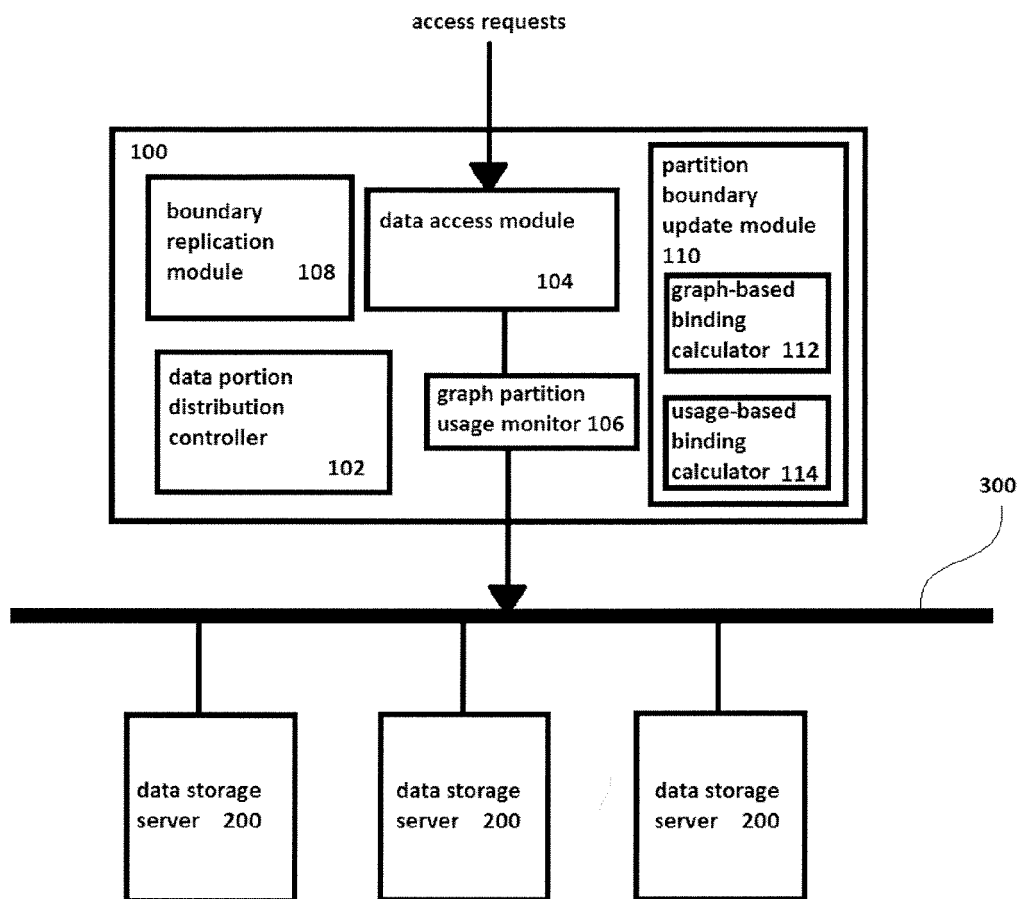 access requests
100
boundary
replication
module 108
data access module
104
partition
boundary
update module
110
graph-based
binding
calculator 112
data portion
distribution
controller
102
graph partition
usage monitor 106
usage-based
binding
calculator 114
300
data storage
server 200
data storage
server 200
data storage
server 200